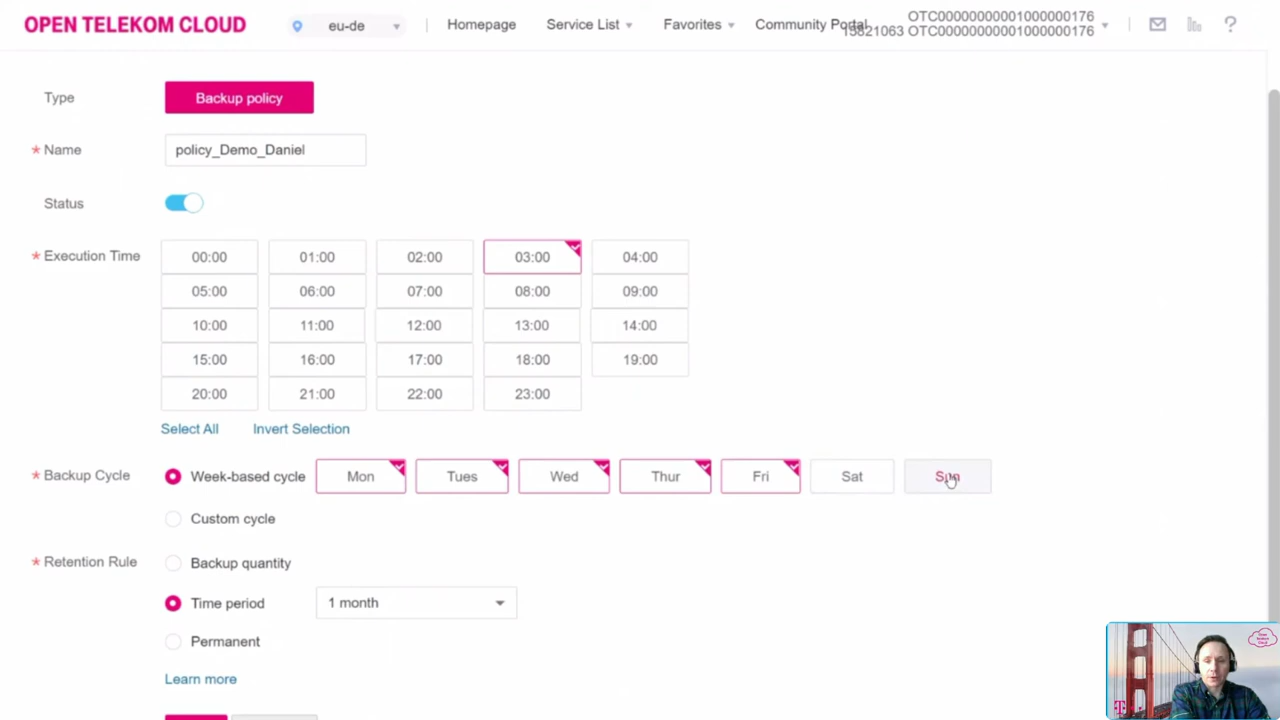 OPEN TELEKOM CLOUD eu-de Homepage Service List Favorites Community Portal OTC00000000001000000176
15821063 OTC00000000001000000176 ?
Type Backup policy
* Name policy_Demo_Daniel
Status
* Execution Time 00:00 01:00 02:00 03:00 04:00
05:00 06:00 07:00 08:00 09:00
10:00 11:00 12:00 13:00 14:00
15:00 16:00 17:00 18:00 19:00
20:00 21:00 22:00 23:00
Select All Invert Selection
* Backup Cycle Week-based cycle Mon Tues Wed Thur Fri Sat Sun
Custom cycle
* Retention Rule Backup quantity
Time period 1 month
Permanent
Learn more
T